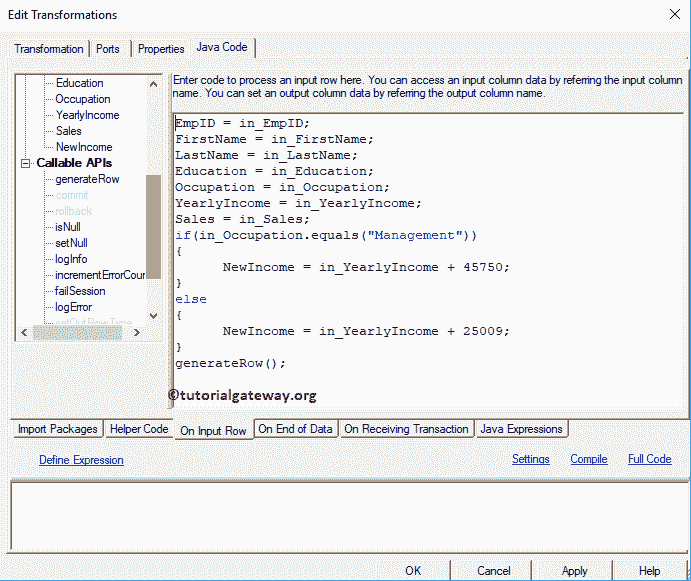 Edit Transformations
Transformation
Ports
Properties
Java Code
Education
Occupation
YearlyIncome
Sales
NewIncome
Callable APIs
generateRow
commit
rollback
isNull
setNull
logInfo
incrementErrorCour
failSession
logError
setOutRowType
Enter code to process an input row here. You can access an input column data by referring the input column
name. You can set an output column data by referring the output column name.
EmpID = in_EmpID;
FirstName = in_FirstName;
LastName = in_LastName;
Education = in_Education;
Occupation = in_Occupation;
YearlyIncome = in_YearlyIncome;
Sales = in_Sales;
if(in_Occupation.equals("Management"))
{
NewIncome = in_YearlyIncome + 45750;
}
else
{
NewIncome = in_YearlyIncome + 25009;
}
generateRow();
©tutorialgateway.org
Import Packages
Helper Code
On Input Row
On End of Data
On Receiving Transaction
Java Expressions
Define Expression
Settings
Compile
Full Code
OK
Cancel
Apply
Help